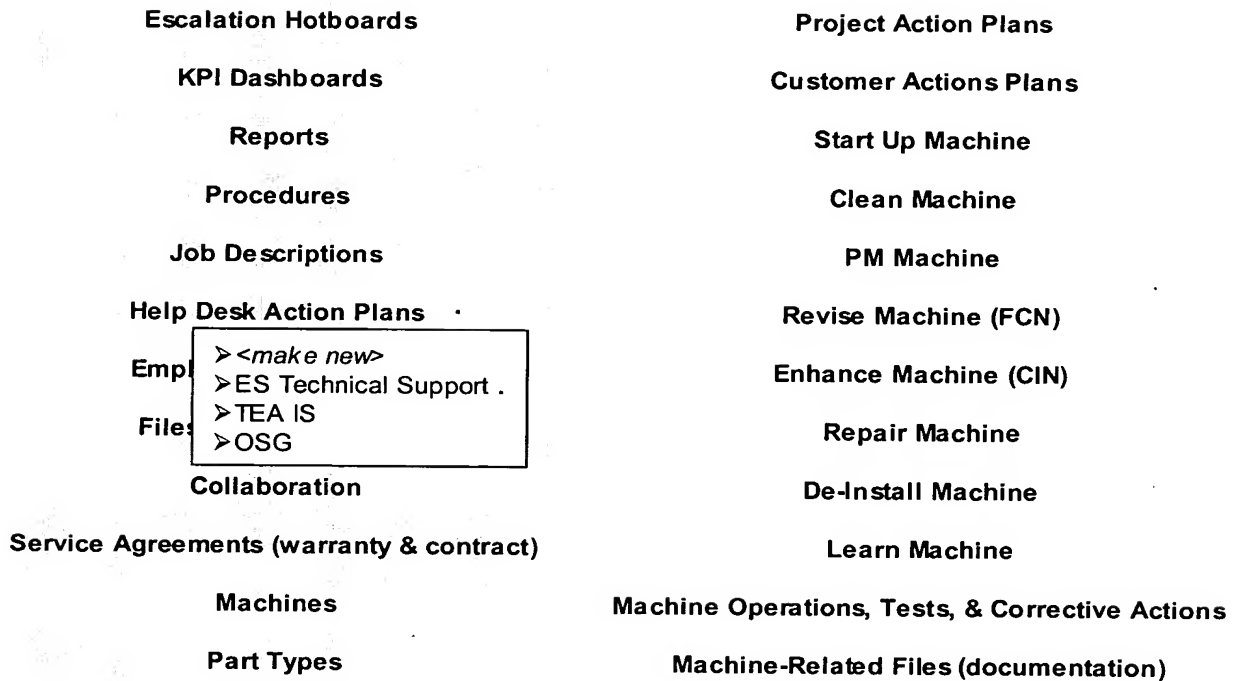 Escalation Hotboards
KPI Dashboards
Reports
Procedures
Job Descriptions
Help Desk Action Plans
Empl
➢<make new>
➢ES Technical Support .
➢TEA IS
➢OSG
Files
Collaboration
Service Agreements (warranty & contract)
Machines
Part Types
Project Action Plans
Customer Actions Plans
Start Up Machine
Clean Machine
PM Machine
Revise Machine (FCN)
Enhance Machine (CIN)
Repair Machine
De-Install Machine
Learn Machine
Machine Operations, Tests, & Corrective Actions
Machine-Related Files (documentation)